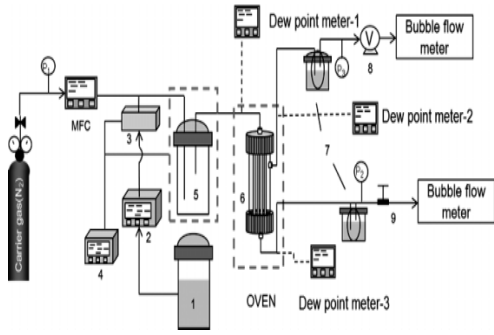 Dew point meter-1
Bubble flow
meter
V
8
P1
P3
MFC
Dew point meter-2
3
7
5
6
P2
Bubble flow
meter
9
Carrier gas(N2)
2
4
1
OVEN
Dew point meter-3